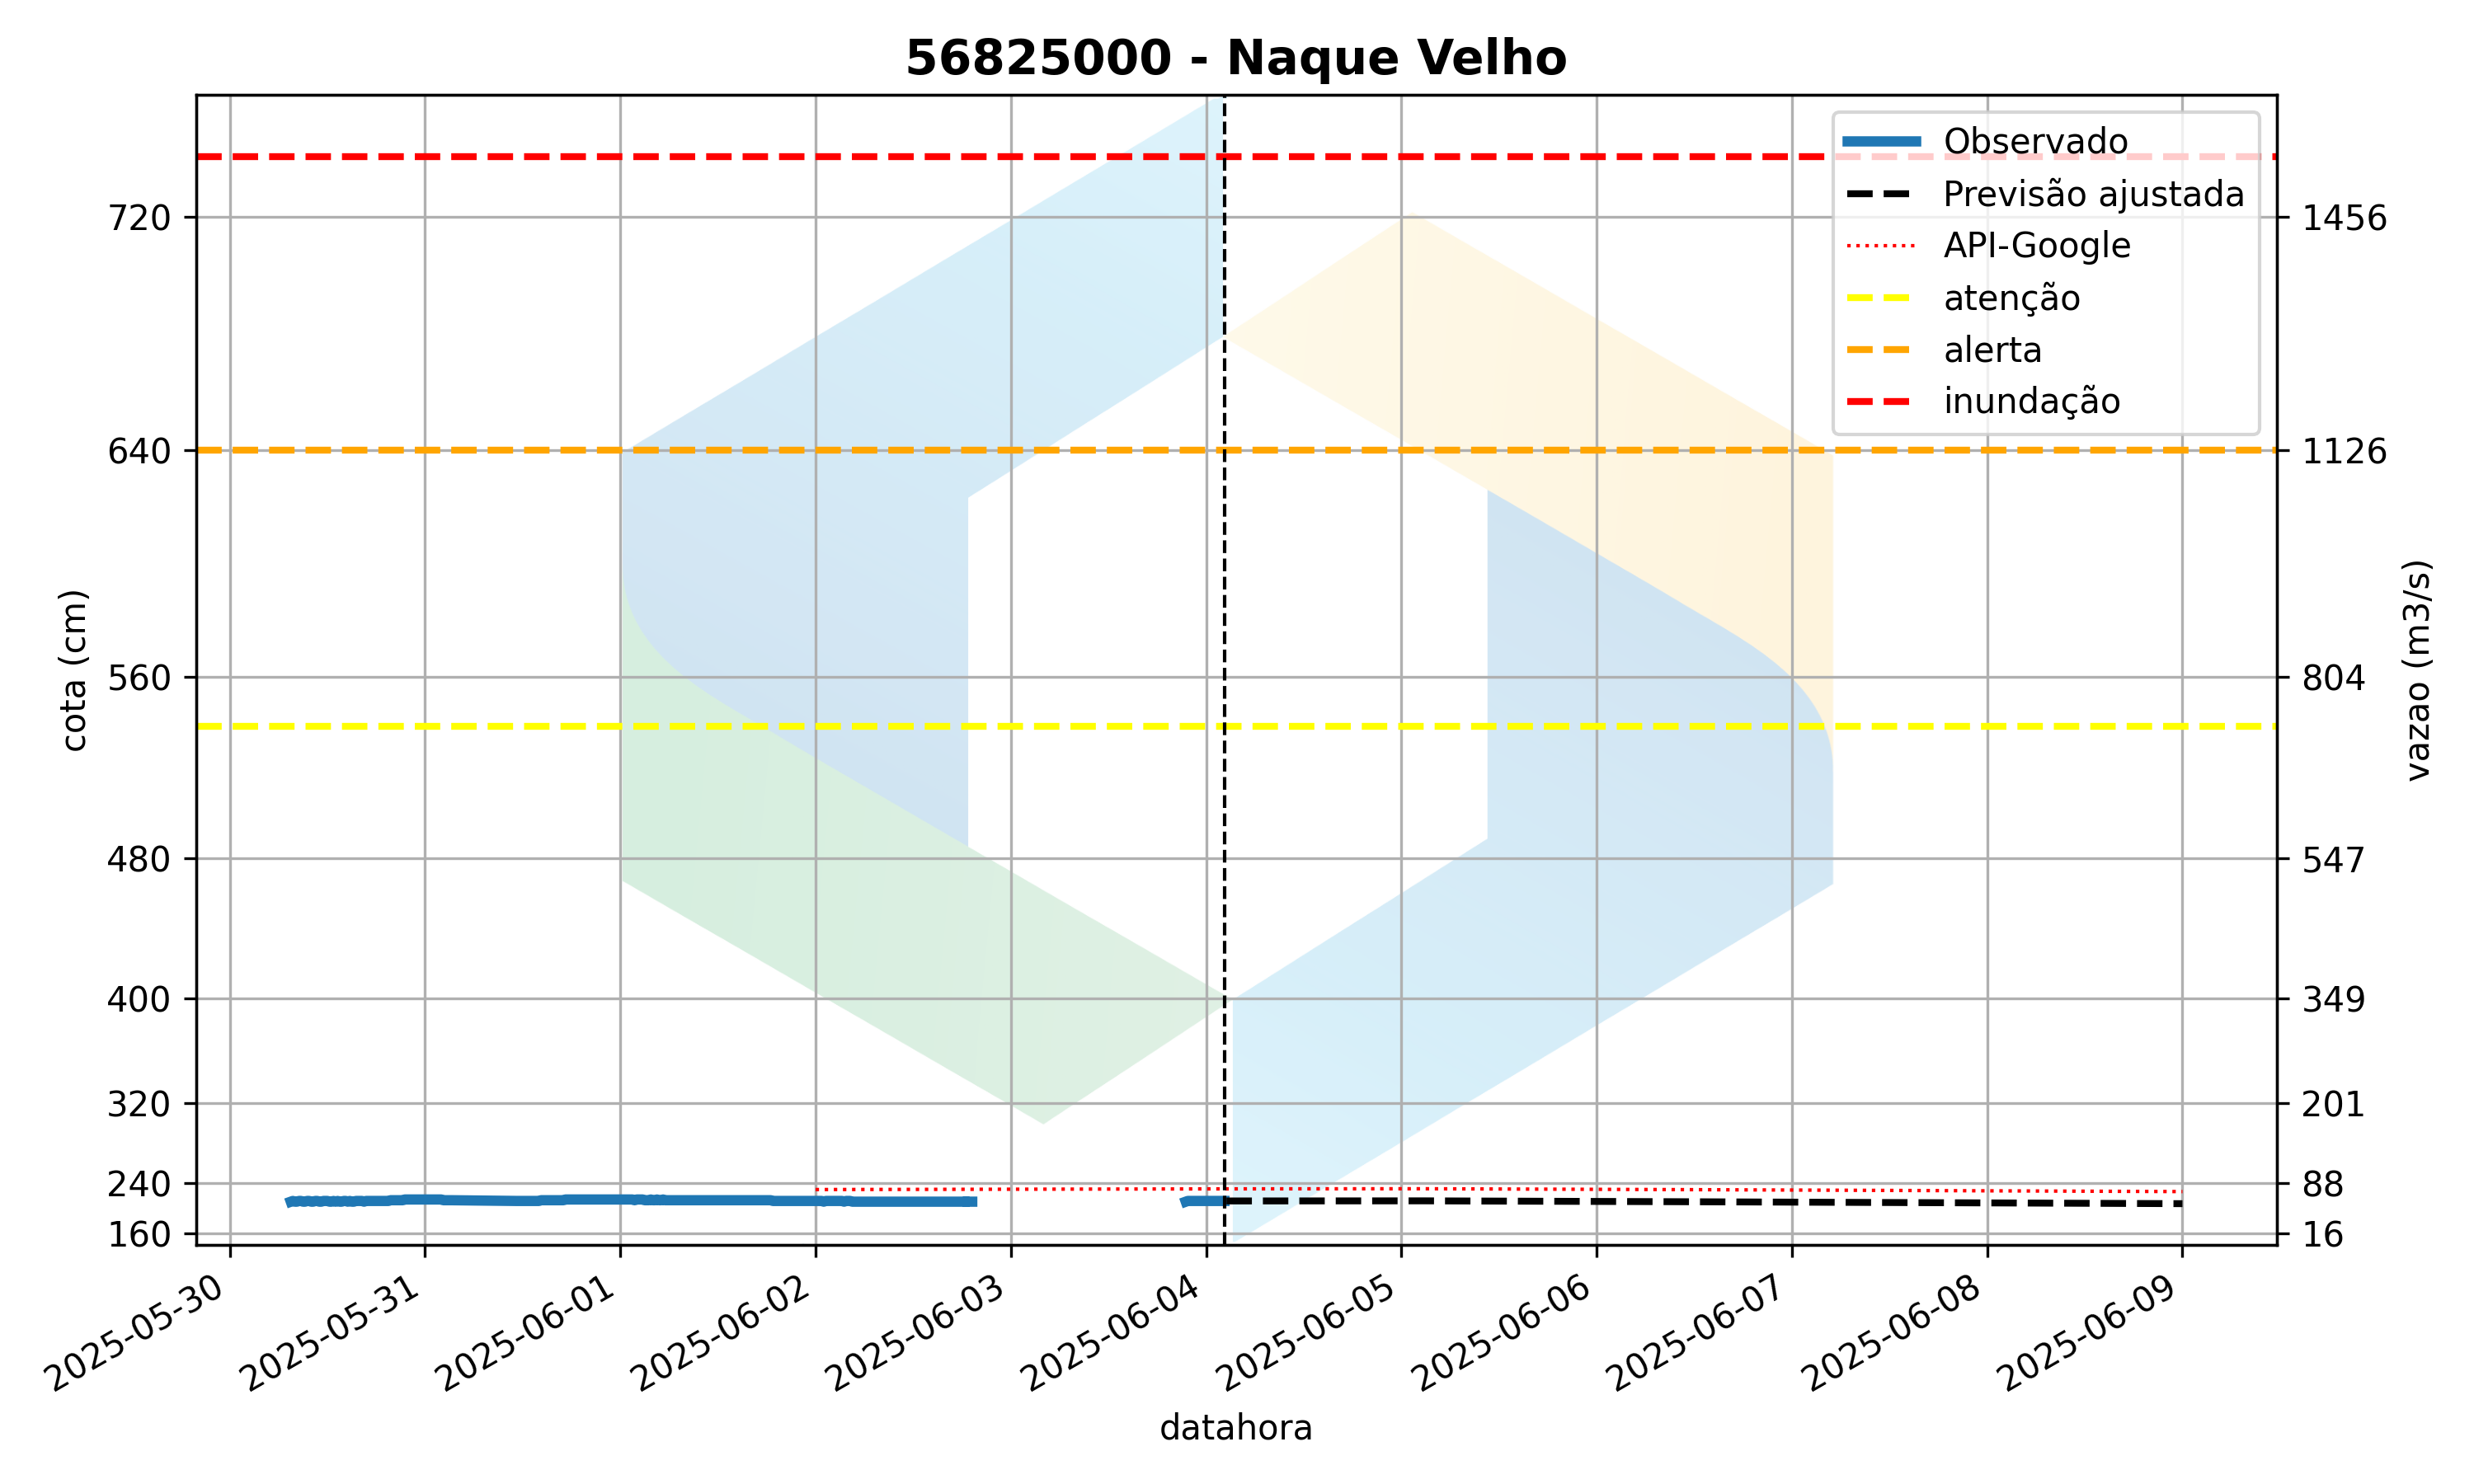 56825000 - Naque Velho
Observado
Previsão ajustada
API-Google
atenção
alerta
inundação
cota (cm)
720
640
560
480
400
320
240
160
vazao (m3/s)
1456
1126
804
547
349
201
88
16
2025-05-30
2025-05-31
2025-06-01
2025-06-02
2025-06-03
2025-06-04
2025-06-05
2025-06-06
2025-06-07
2025-06-08
2025-06-09
datahora